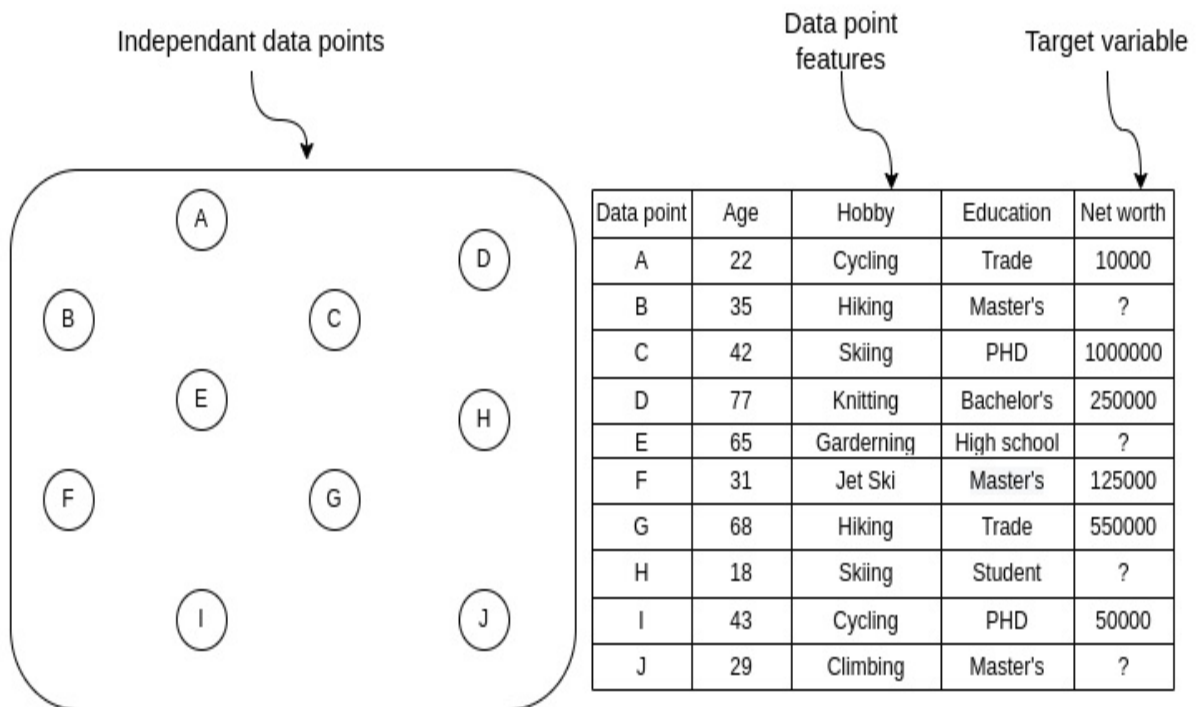 Independant data points
Data point
features
Target variable
A
D
B
C
E
H
F
G
I
J
Data point Age Hobby Education Net worth
A 22 Cycling Trade 10000
B 35 Hiking Master's ?
C 42 Skiing PHD 1000000
D 77 Knitting Bachelor's 250000
E 65 Garderning High school ?
F 31 Jet Ski Master's 125000
G 68 Hiking Trade 550000
H 18 Skiing Student ?
I 43 Cycling PHD 50000
J 29 Climbing Master's ?